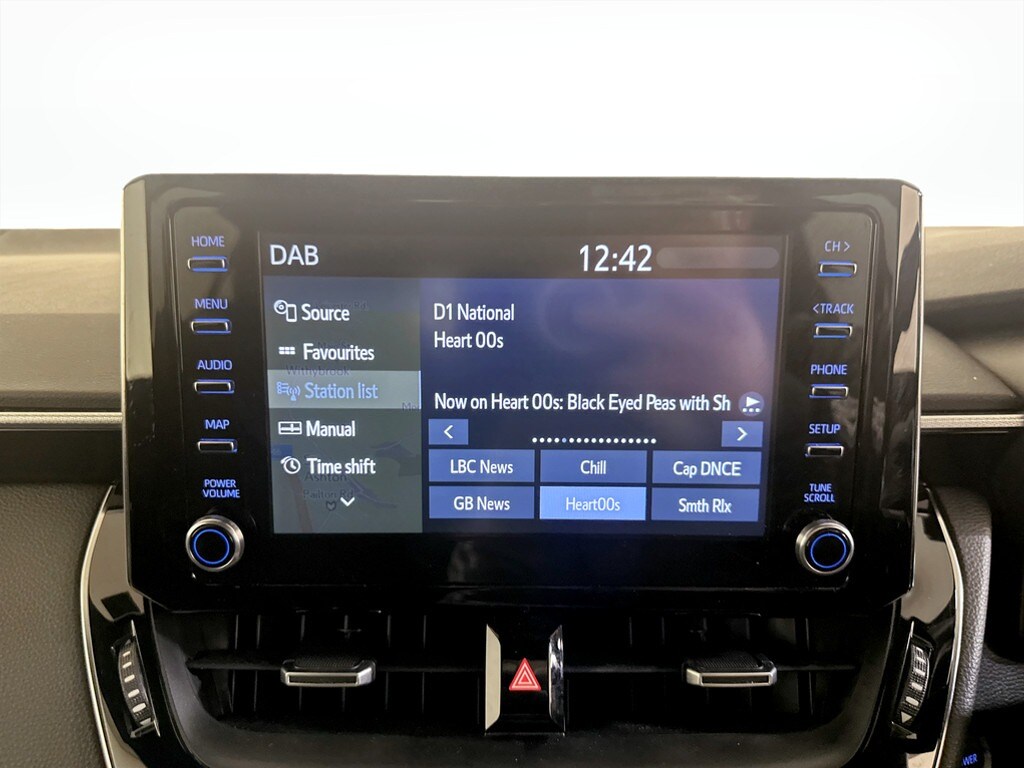 HOME
MENU
AUDIO
MAP
POWER
VOLUME
DAB
12:42
Source
Favourites
Station list
Manual
Time shift
Withybrook
Ashton
D1 National
Heart 00s
Now on Heart 00s: Black Eyed Peas with Sh
<
>
LBC News
Chill
Cap DNCE
GB News
Heart00s
Smth Rlx
CH >
<TRACK
PHONE
SETUP
TUNE
SCROLL